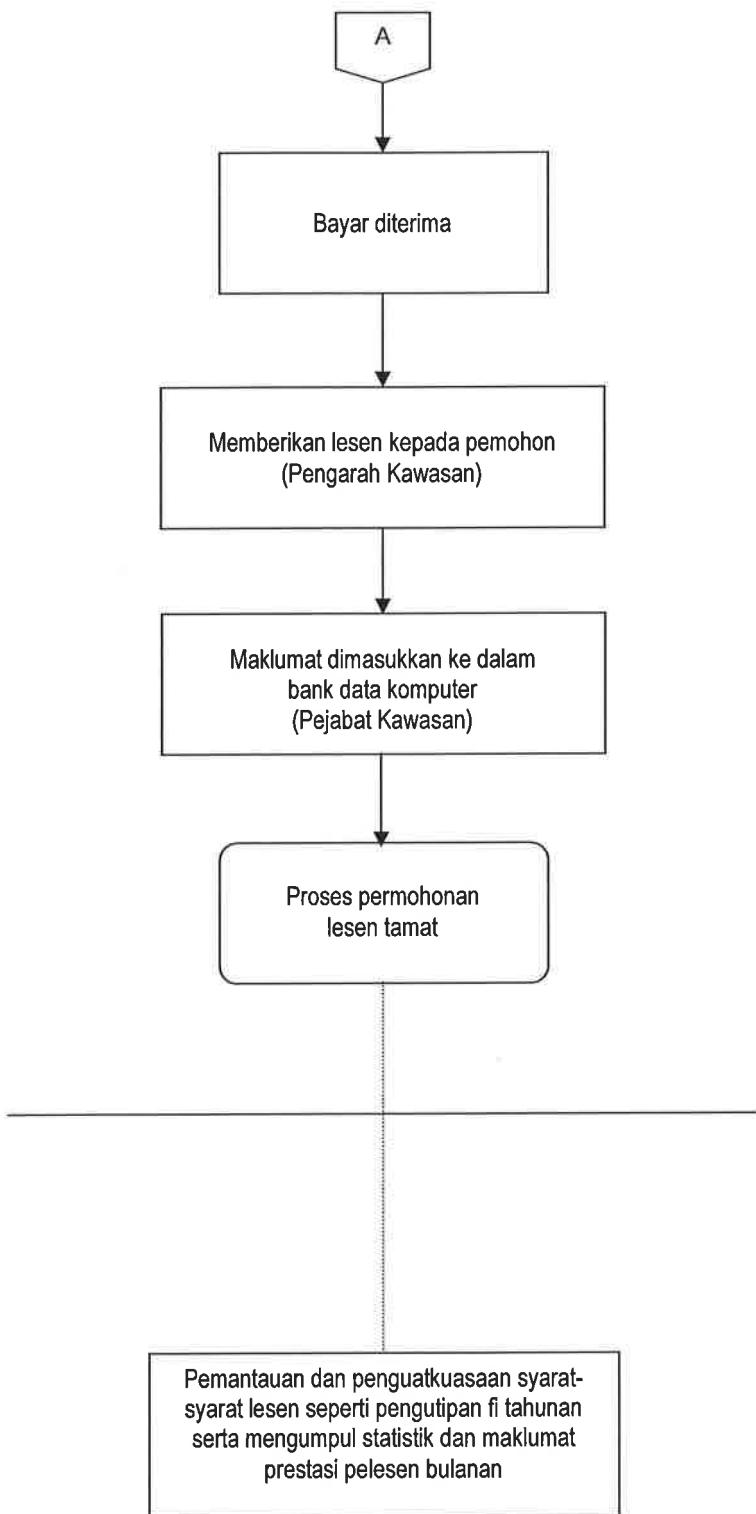 A
Bayar diterima
Memberikan lesen kepada pemohon
(Pengarah Kawasan)
Maklumat dimasukkan ke dalam
bank data komputer
(Pejabat Kawasan)
Proses permohonan
lesen tamat
Pemantauan dan penguatkuasaan syarat-
syarat lesen seperti pengutipan fi tahunan
serta mengumpul statistik dan maklumat
prestasi pelesen bulanan